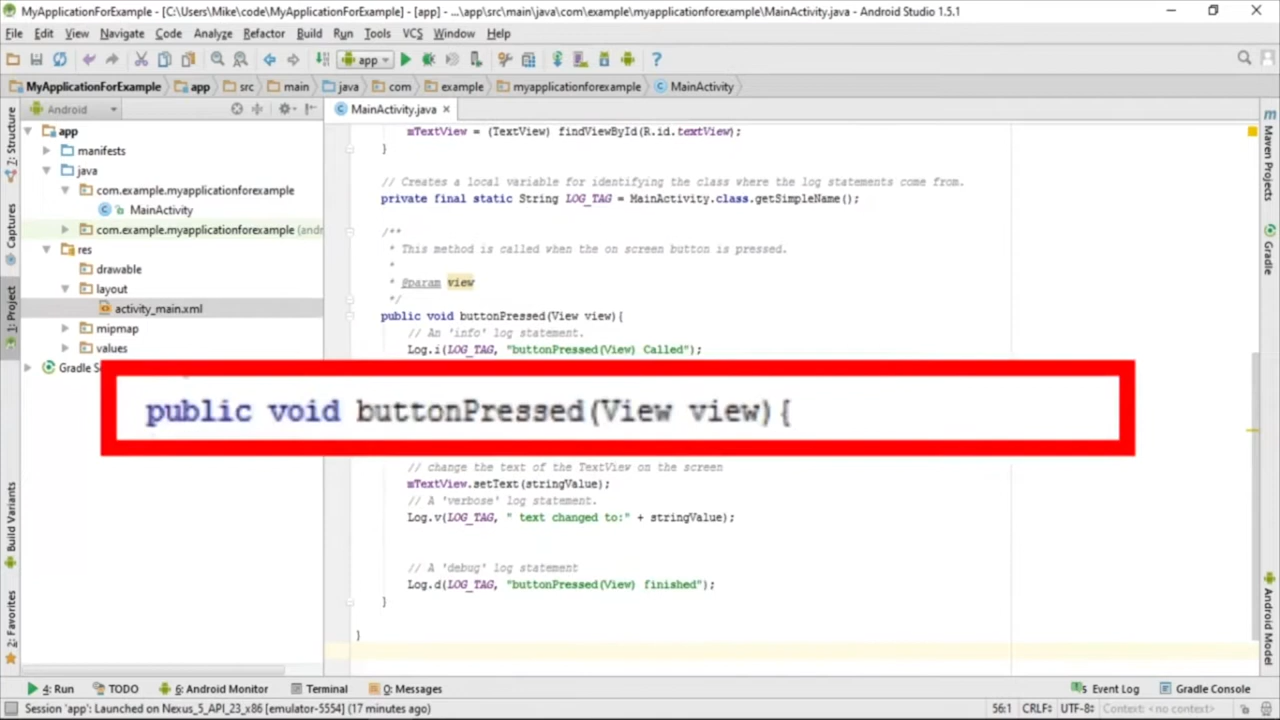 MyApplicationForExample - [C:\Users\Mike\code\MyApplicationForExample] - [app] - ...\app\src\main\java\com\example\myapplicationforexample\MainActivity.java - Android Studio 1.5.1
File Edit View Navigate Code Analyze Refactor Build Run Tools VCS Window Help
app
MyApplicationForExample app src main java com example myapplicationforexample MainActivity
Android
MainActivity.java
app
manifests
java
com.example.myapplicationforexample
MainActivity
com.example.myapplicationforexample (andr
res
drawable
layout
activity_main.xml
mipmap
values
Gradle S
Z: Structure
Captures
1: Project
Build Variants
2: Favorites
mTextView = (TextView) findViewById(R.id.textView);
}
// Creates a local variable for identifying the class where the log statements come from.
private final static String LOG_TAG = MainActivity.class.getSimpleName();
/**
* This method is called when the on screen button is pressed.
*
* @param view
*/
public void buttonPressed(View view){
// An 'info' log statement.
Log.i(LOG_TAG, "buttonPressed(View) Called");
public void buttonPressed(View view){
// change the text of the TextView on the screen
mTextView.setText(stringValue);
// A 'verbose' log statement.
Log.v(LOG_TAG, " text changed to:" + stringValue);
// A 'debug' log statement
Log.d(LOG_TAG, "buttonPressed(View) finished");
}
}
Maven Projects
Gradle
Android Model
4: Run TODO 6: Android Monitor Terminal 0: Messages Event Log Gradle Console
Session 'app': Launched on Nexus_5_API_23_x86 [emulator-5554] (17 minutes ago) 56:1 CRLF UTF-8 Context: <no context>